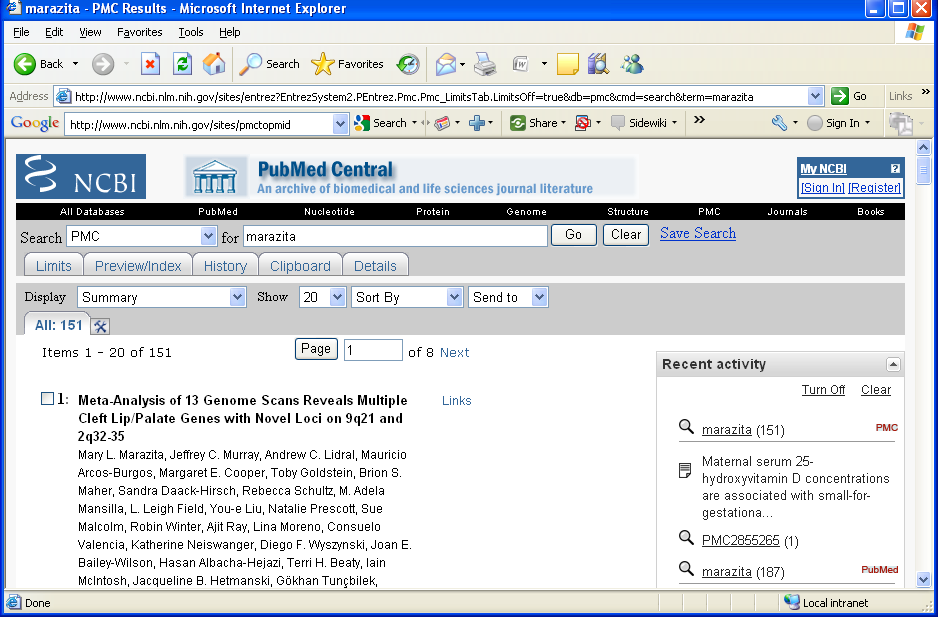 marazita - PMC Results - Microsoft Internet Explorer
File Edit View Favorites Tools Help
Back Search Favorites
Address http://www.ncbi.nlm.nih.gov/sites/entrez?EntrezSystem2.PEntrez.Pmc.Pmc_LimitsTab.LimitsOff=true&db=pmc&cmd=search&term=marazita Go Links »
Google http://www.ncbi.nlm.nih.gov/sites/pmctopmid Search Share Sidewiki » Sign In
NCBI
PubMed Central
An archive of biomedical and life sciences journal literature
My NCBI ?
[Sign In] [Register]
All Databases PubMed Nucleotide Protein Genome Structure PMC Journals Books
Search PMC for marazita Go Clear Save Search
Limits Preview/Index History Clipboard Details
Display Summary Show 20 Sort By Send to
All: 151
Items 1 - 20 of 151 Page 1 of 8 Next
1: Meta-Analysis of 13 Genome Scans Reveals Multiple Links
Cleft Lip/Palate Genes with Novel Loci on 9q21 and
2q32-35
Mary L. Marazita, Jeffrey C. Murray, Andrew C. Lidral, Mauricio
Arcos-Burgos, Margaret E. Cooper, Toby Goldstein, Brion S.
Maher, Sandra Daack-Hirsch, Rebecca Schultz, M. Adela
Mansilla, L. Leigh Field, You-e Liu, Natalie Prescott, Sue
Malcolm, Robin Winter, Ajit Ray, Lina Moreno, Consuelo
Valencia, Katherine Neiswanger, Diego F. Wyszynski, Joan E.
Bailey-Wilson, Hasan Albacha-Hejazi, Terri H. Beaty, Iain
McIntosh, Jacqueline B. Hetmanski, Gökhan Tunçbilek,
Recent activity
Turn Off Clear
marazita (151) PMC
Maternal serum 25-
hydroxyvitamin D concentrations
are associated with small-for-
gestationa...
PMC2855265 (1)
marazita (187) PubMed
Done Local intranet